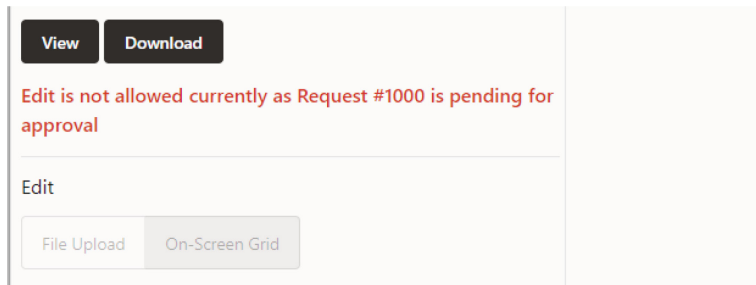 View Download
Edit is not allowed currently as Request #1000 is pending for
approval
Edit
File Upload On-Screen Grid